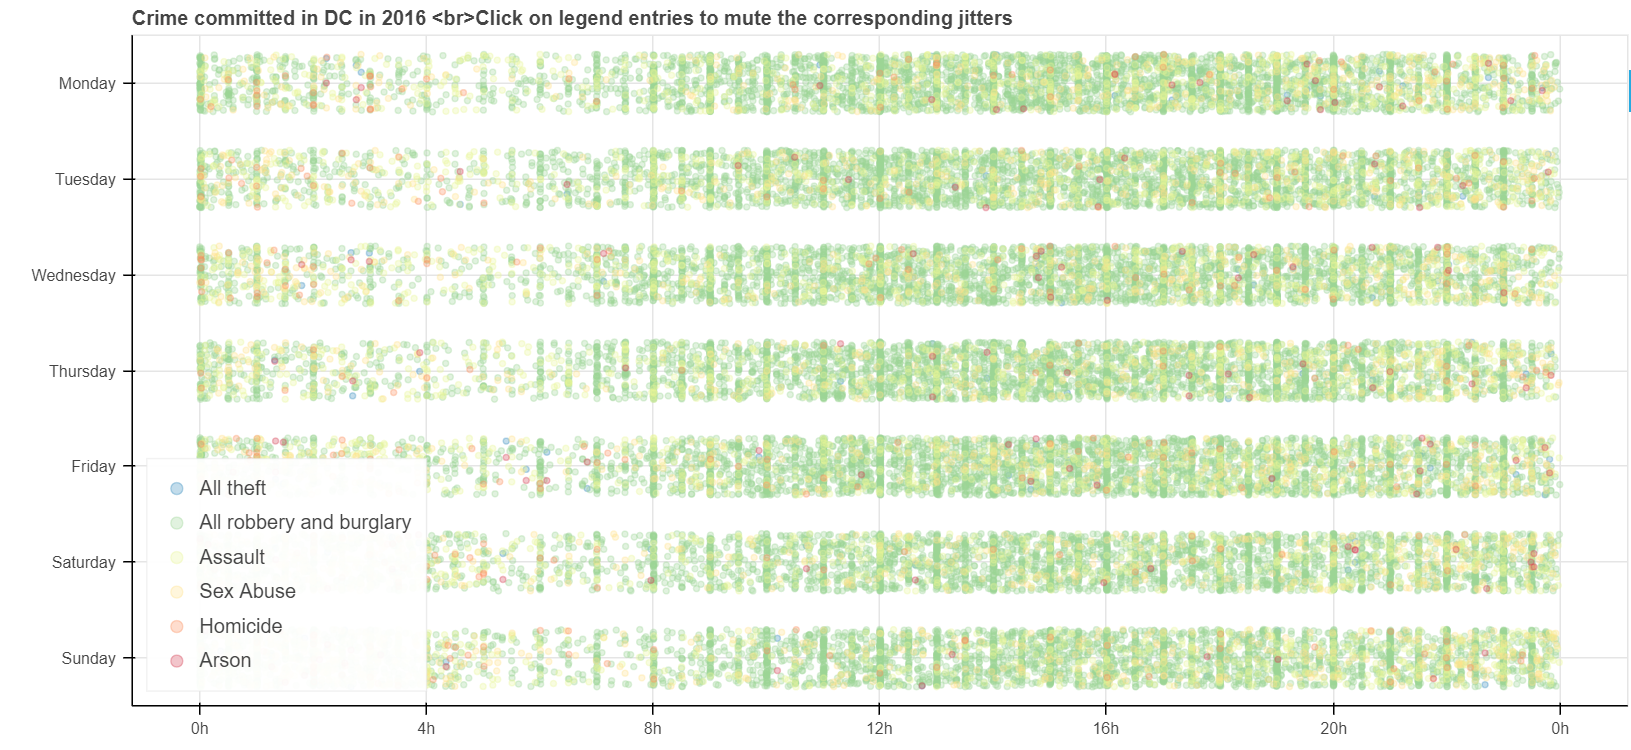 Crime committed in DC in 2016 <br>Click on legend entries to mute the corresponding jitters
Monday
Tuesday
Wednesday
Thursday
Friday
Saturday
Sunday
All theft
All robbery and burglary
Assault
Sex Abuse
Homicide
Arson
0h 4h 8h 12h 16h 20h 0h